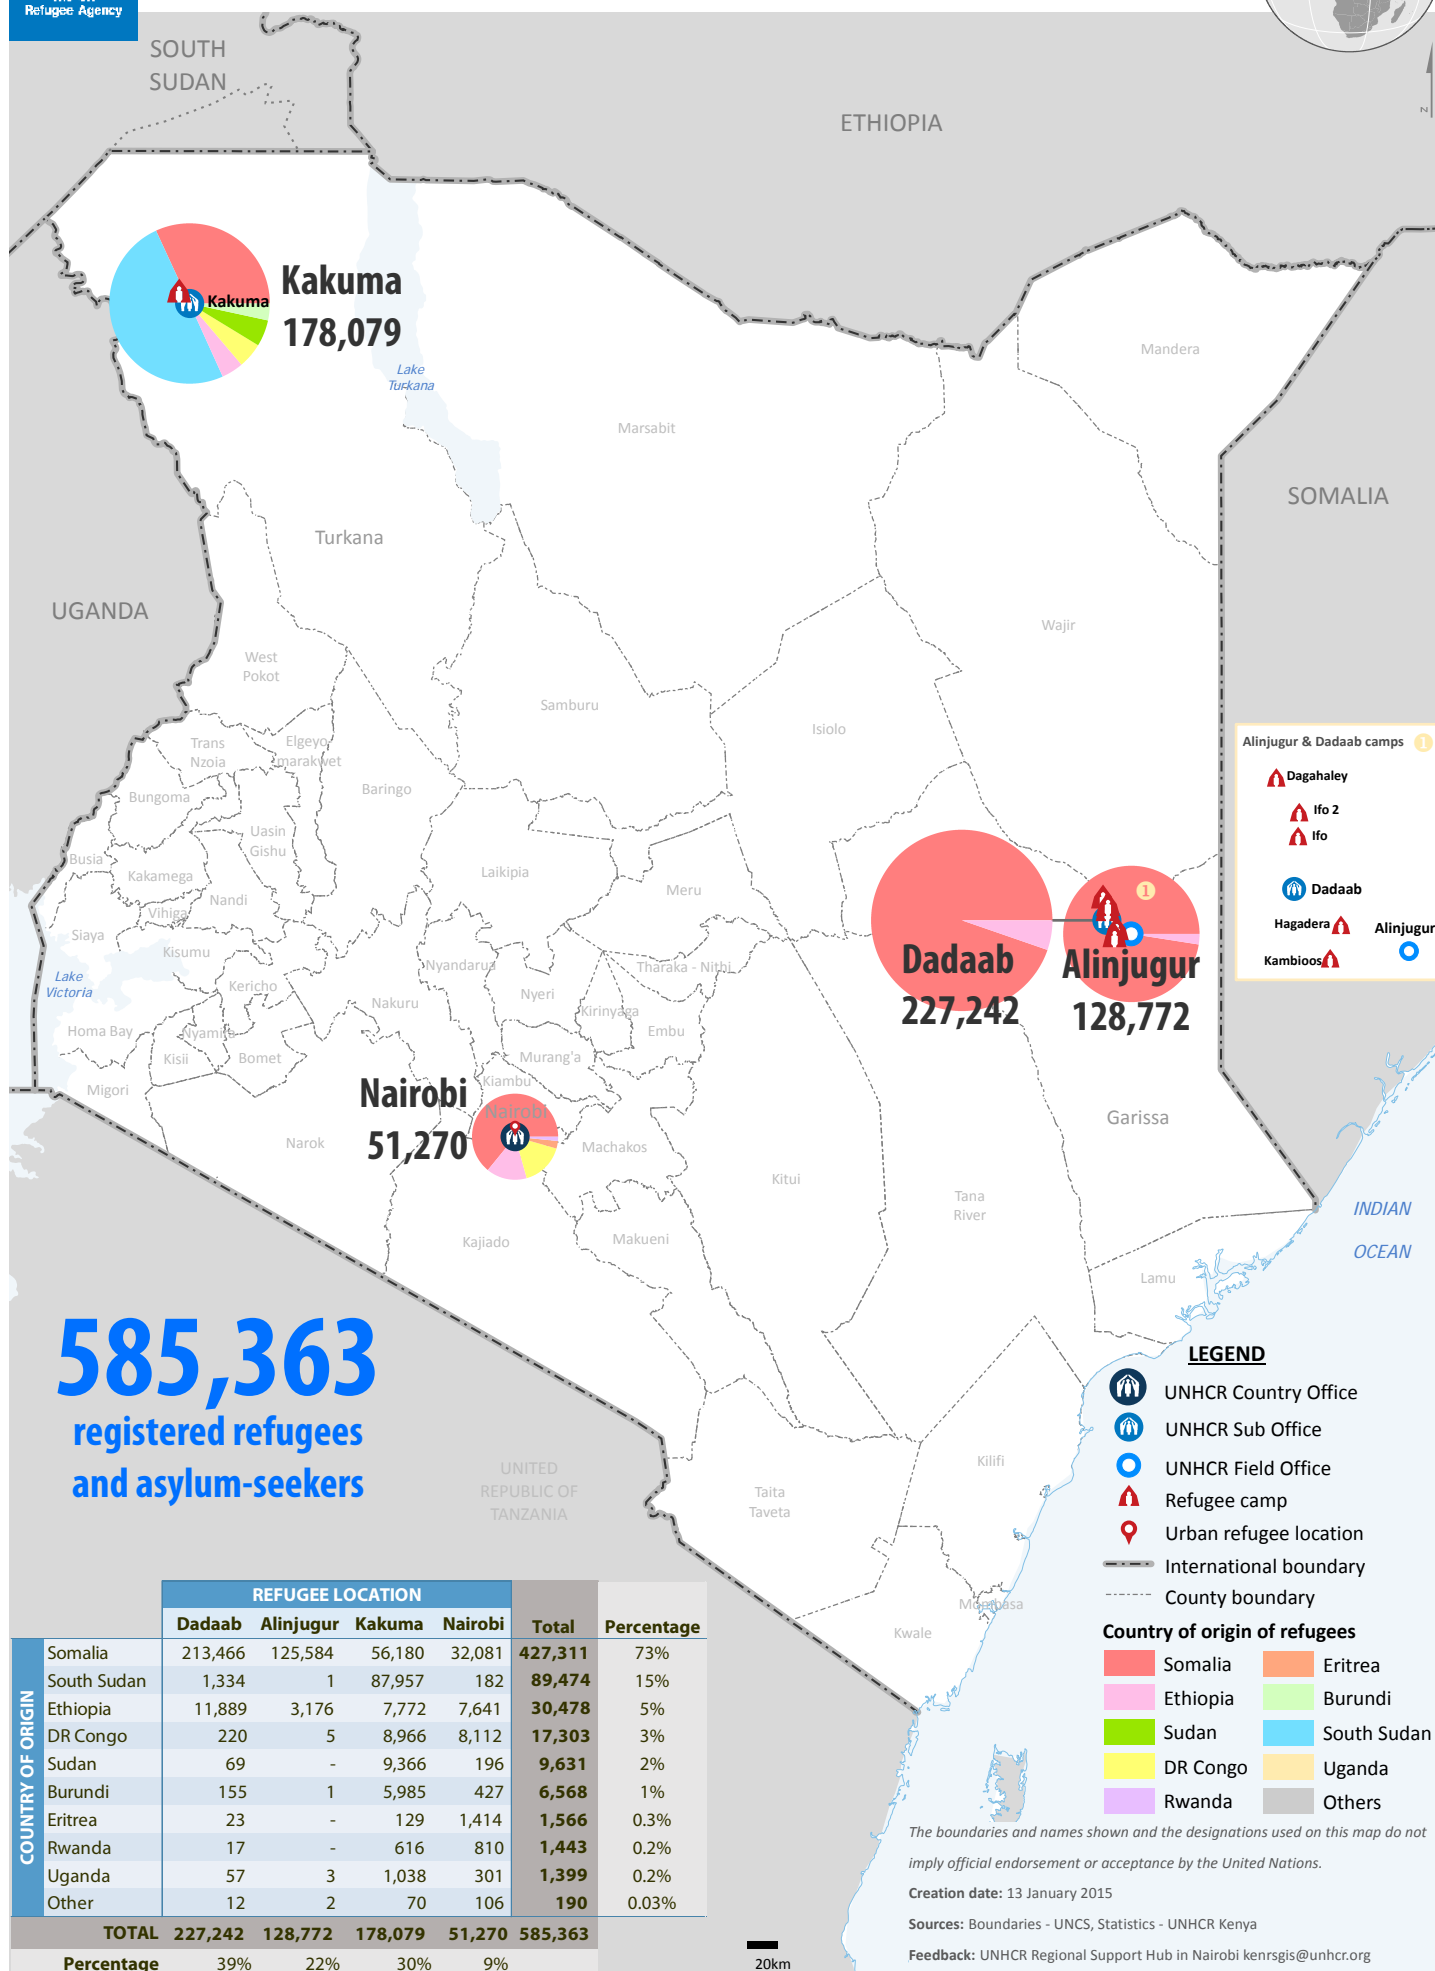 Refugee Agency
SOUTH
SUDAN
ETHIOPIA
N
Kakuma
Kakuma
178,079
Mandera
Lake
Turkana
Marsabit
SOMALIA
Turkana
UGANDA
Wajir
West
Pokot
Samburu
Isiolo
Trans
Nzoia
Elgeyo-
marakwet
Baringo
Bungoma
Uasin
Gishu
Busia
Kakamega
Laikipia
Meru
Nandi
Vihiga
Siaya
Kisumu
Lake
Victoria
Nyandarua
Tharaka - Nithi
Kericho
Nakuru
Nyeri
Kirinyaga
Homa Bay
Nyamira
Embu
Kisii
Bomet
Murang'a
Migori
Kiambu
Alinjugur & Dadaab camps 1
Dagahaley
Ifo 2
Ifo
Dadaab
Hagadera
Alinjugur
Kambioos
1
Dadaab
227,242
Alinjugur
128,772
Nairobi
51,270
Nairobi
Narok
Machakos
Kitui
Garissa
Tana
River
Kajiado
Makueni
INDIAN
OCEAN
Lamu
585,363
registered refugees
and asylum-seekers
UNITED
REPUBLIC OF
TANZANIA
Taita
Taveta
Kilifi
Mombasa
Kwale
LEGEND
UNHCR Country Office
UNHCR Sub Office
UNHCR Field Office
Refugee camp
Urban refugee location
International boundary
County boundary
Country of origin of refugees
Somalia Eritrea
Ethiopia Burundi
Sudan South Sudan
DR Congo Uganda
Rwanda Others
REFUGEE LOCATION
Dadaab Alinjugur Kakuma Nairobi Total Percentage
COUNTRY OF ORIGIN
Somalia 213,466 125,584 56,180 32,081 427,311 73%
South Sudan 1,334 1 87,957 182 89,474 15%
Ethiopia 11,889 3,176 7,772 7,641 30,478 5%
DR Congo 220 5 8,966 8,112 17,303 3%
Sudan 69 - 9,366 196 9,631 2%
Burundi 155 1 5,985 427 6,568 1%
Eritrea 23 - 129 1,414 1,566 0.3%
Rwanda 17 - 616 810 1,443 0.2%
Uganda 57 3 1,038 301 1,399 0.2%
Other 12 2 70 106 190 0.03%
TOTAL 227,242 128,772 178,079 51,270 585,363
Percentage 39% 22% 30% 9%
20km
The boundaries and names shown and the designations used on this map do not
imply official endorsement or acceptance by the United Nations.
Creation date: 13 January 2015
Sources: Boundaries - UNCS, Statistics - UNHCR Kenya
Feedback: UNHCR Regional Support Hub in Nairobi kenrsgis@unhcr.org